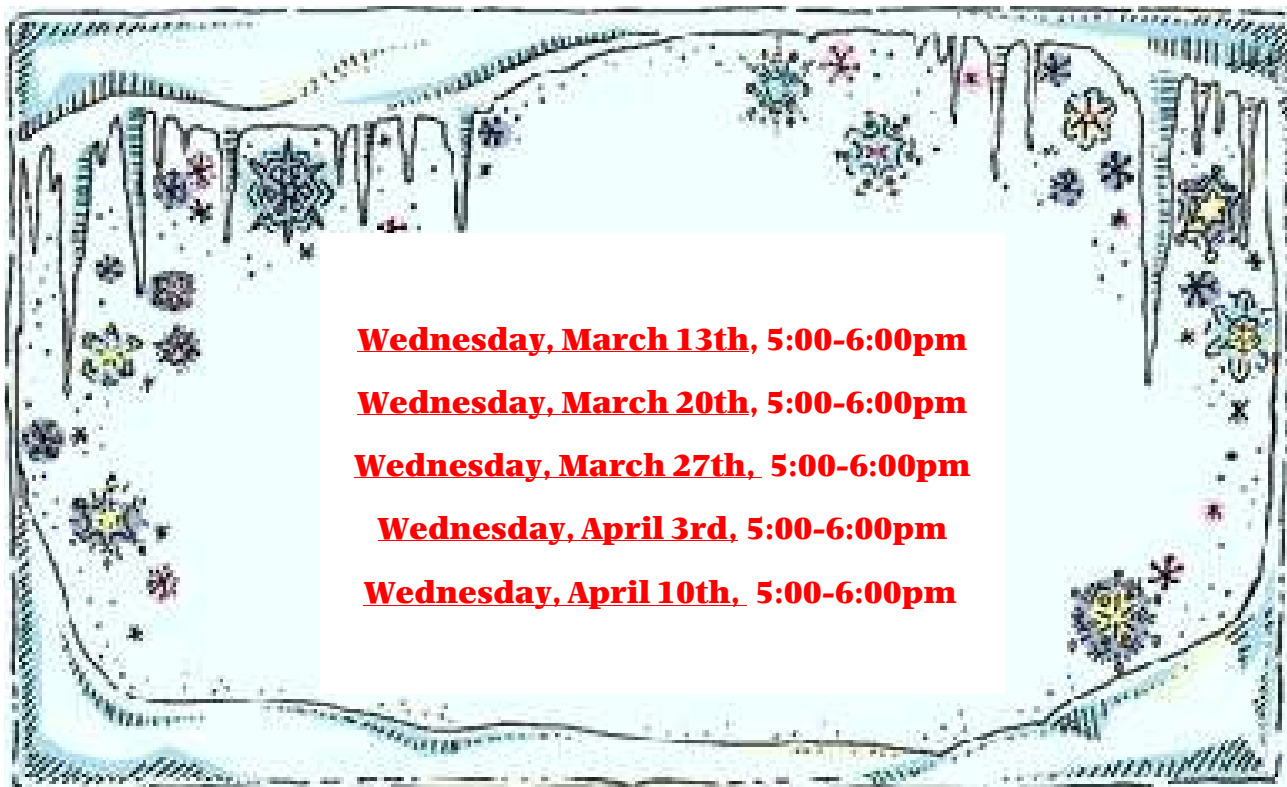 Wednesday, March 13th, 5:00-6:00pm
Wednesday, March 20th, 5:00-6:00pm
Wednesday, March 27th,  5:00-6:00pm
Wednesday, April 3rd, 5:00-6:00pm
Wednesday, April 10th,  5:00-6:00pm